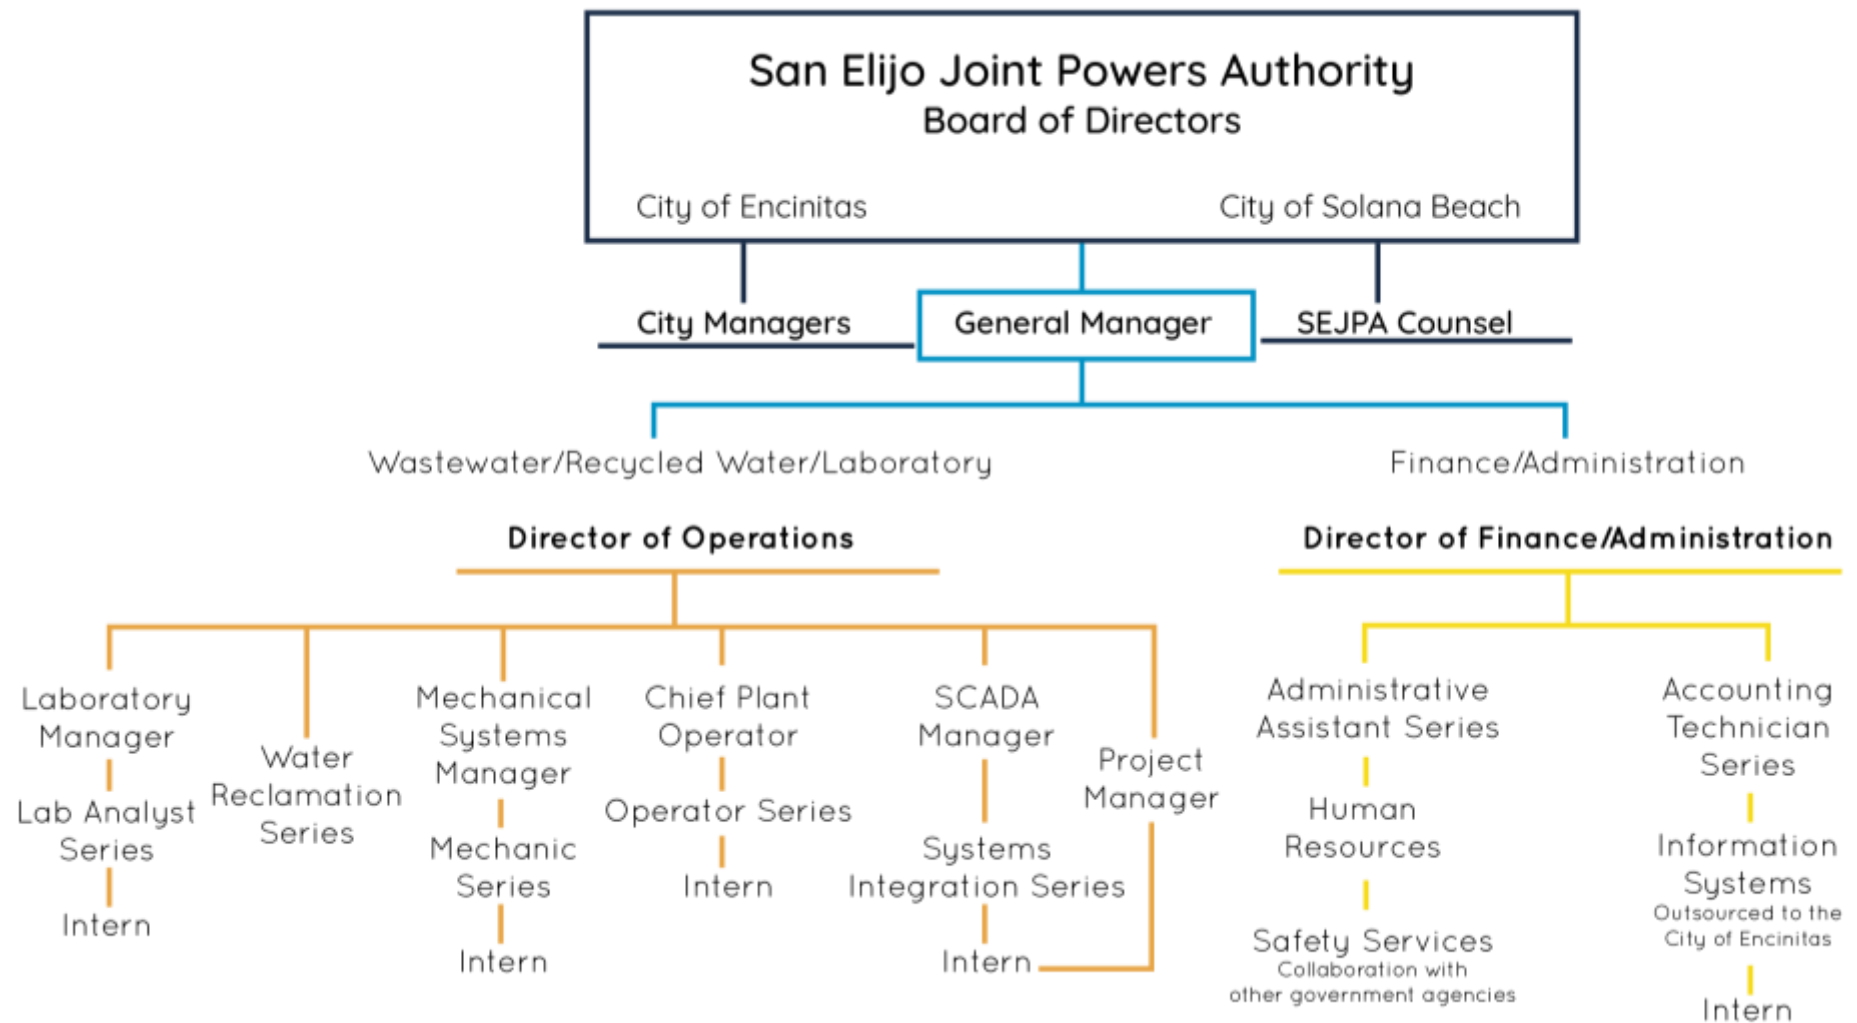 San Elijo Joint Powers Authority
Board of Directors
City of Encinitas
City of Solana Beach
City Managers
General Manager
SEJPA Counsel
Wastewater/Recycled Water/Laboratory
Finance/Administration
Director of Operations
Director of Finance/Administration
Laboratory
Manager
Lab Analyst
Series
Intern
Water
Reclamation
Series
Mechanical
Systems
Manager
Mechanic
Series
Intern
Chief Plant
Operator
Operator Series
Intern
SCADA
Manager
Systems
Integration Series
Intern
Project
Manager
Administrative
Assistant Series
Human
Resources
Safety Services
Collaboration with
other government agencies
Accounting
Technician
Series
Information
Systems
Outsourced to the
City of Encinitas
Intern